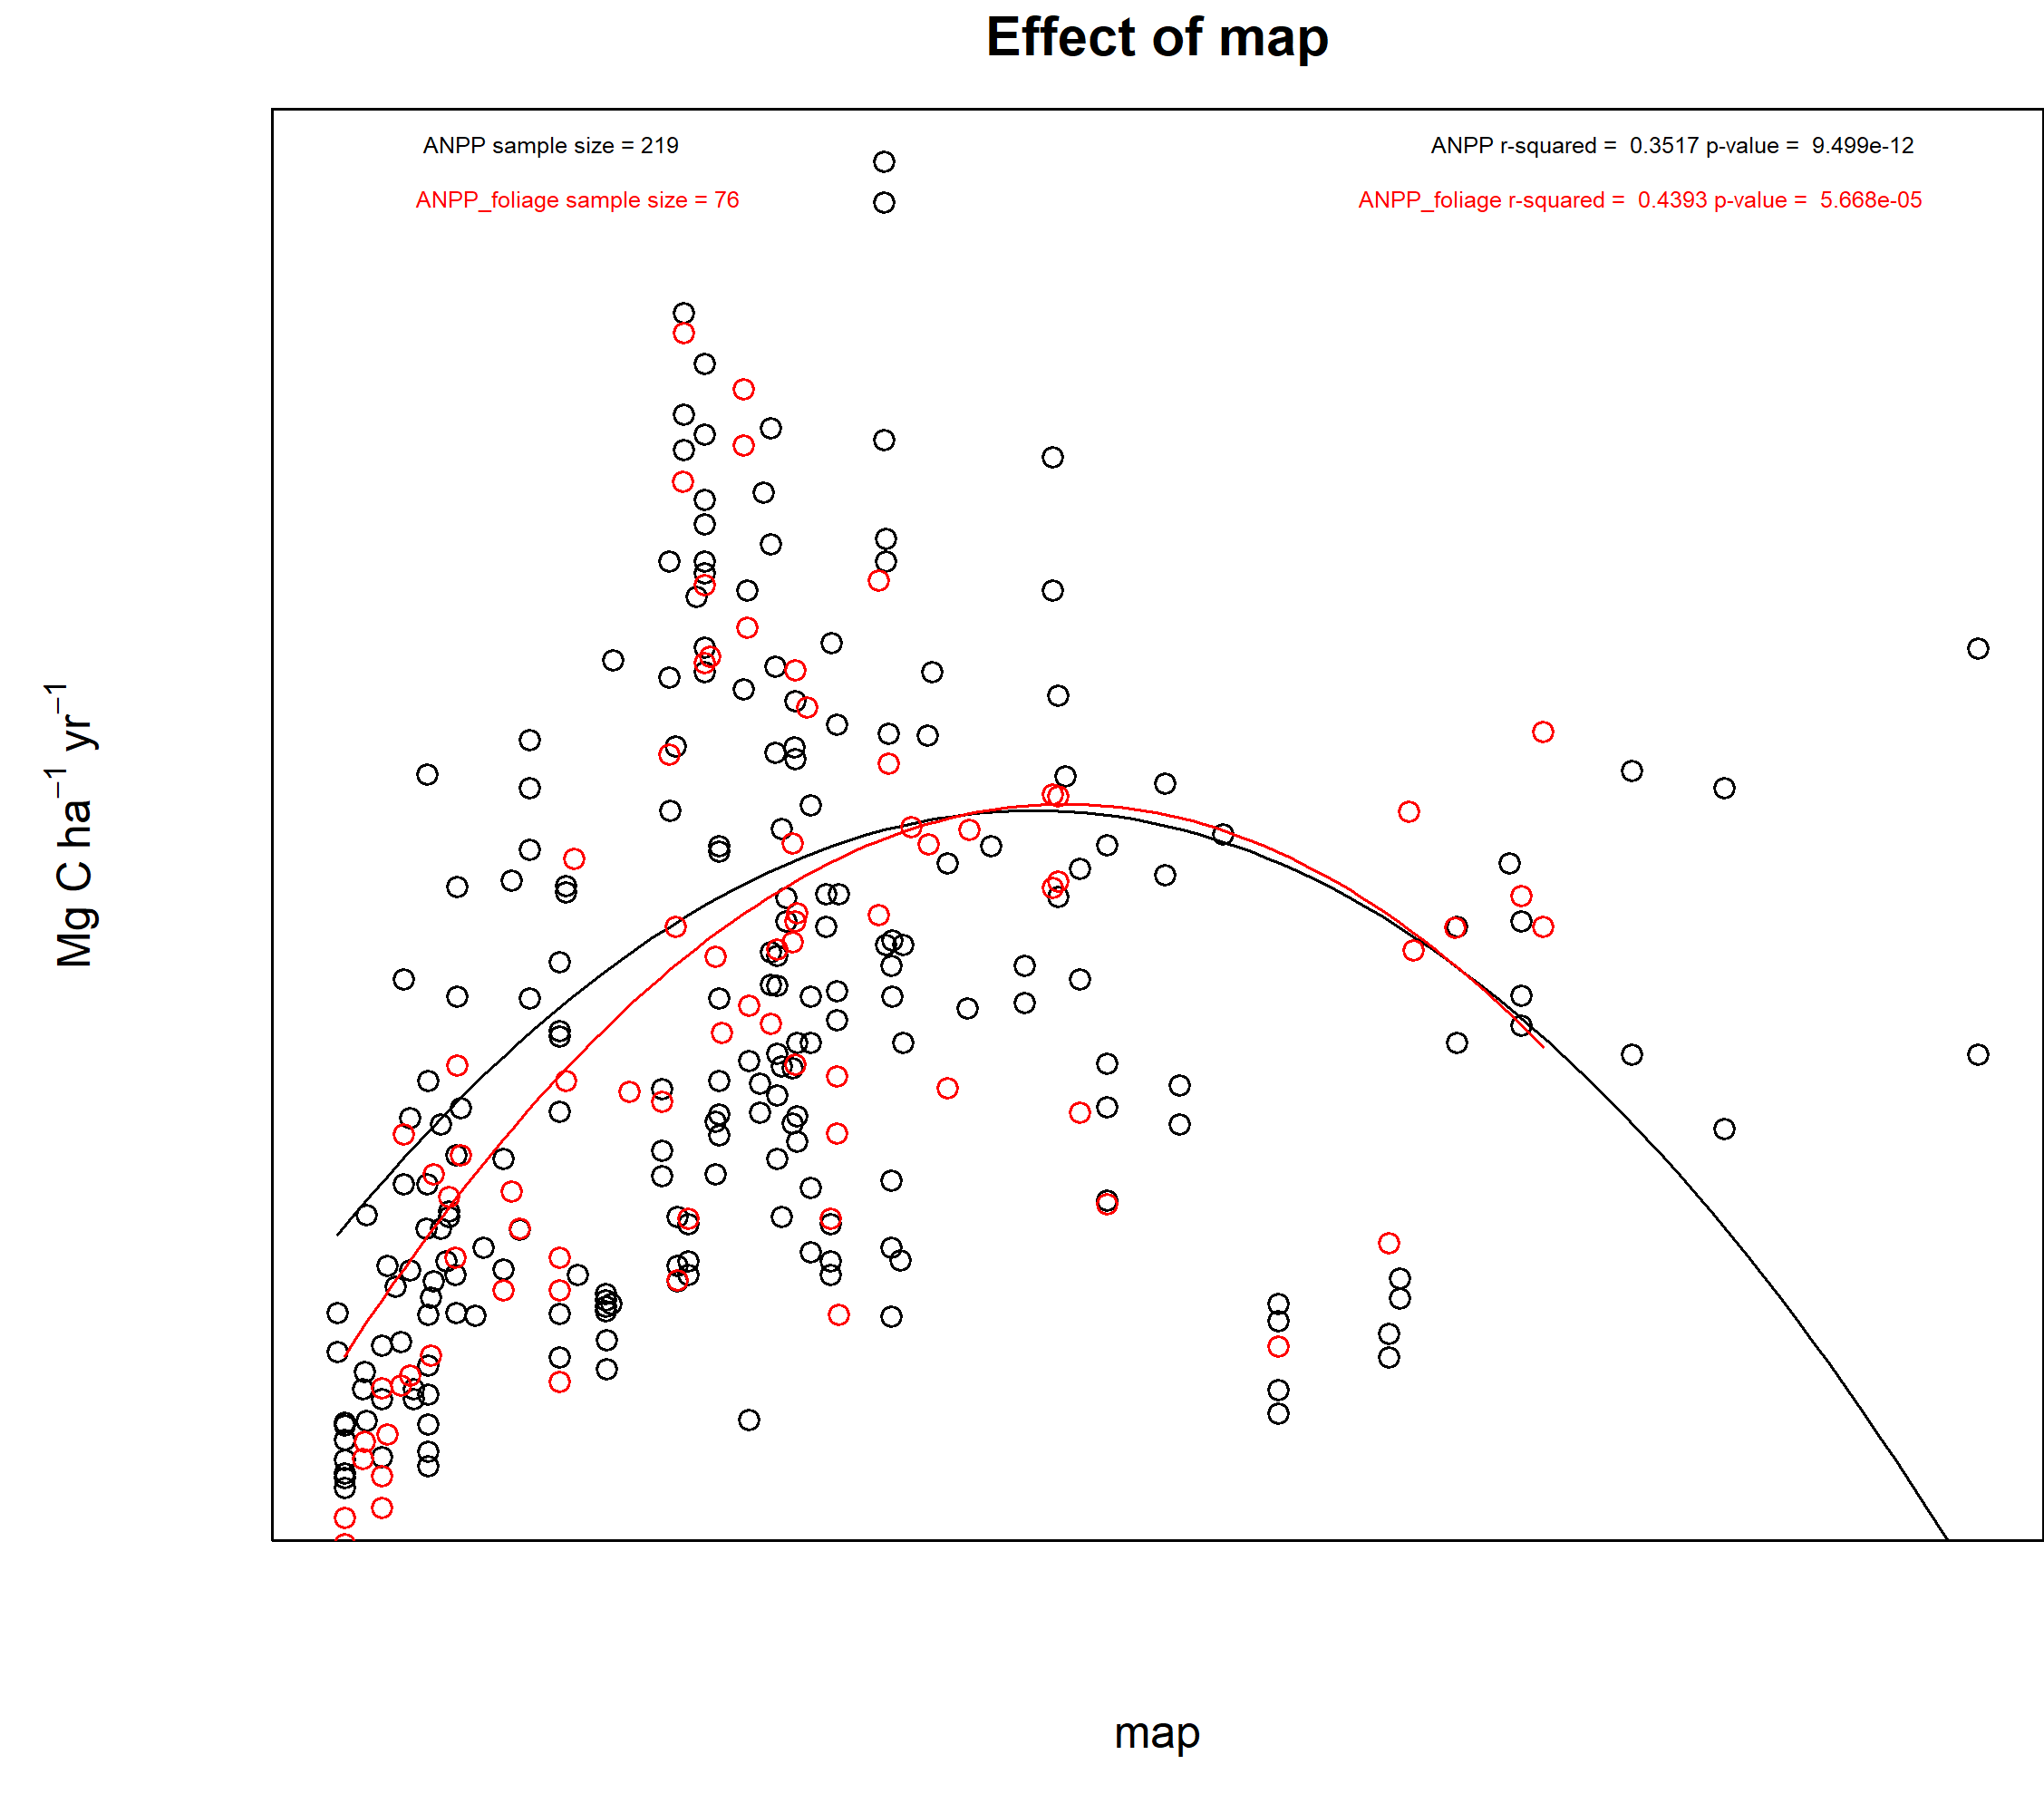 Effect of map
ANPP sample size = 219
ANPP r-squared = 0.3517 p-value = 9.499e-12
ANPP_foliage sample size = 76
ANPP_foliage r-squared = 0.4393 p-value = 5.668e-05
Mg C ha⁻¹ yr⁻¹
map